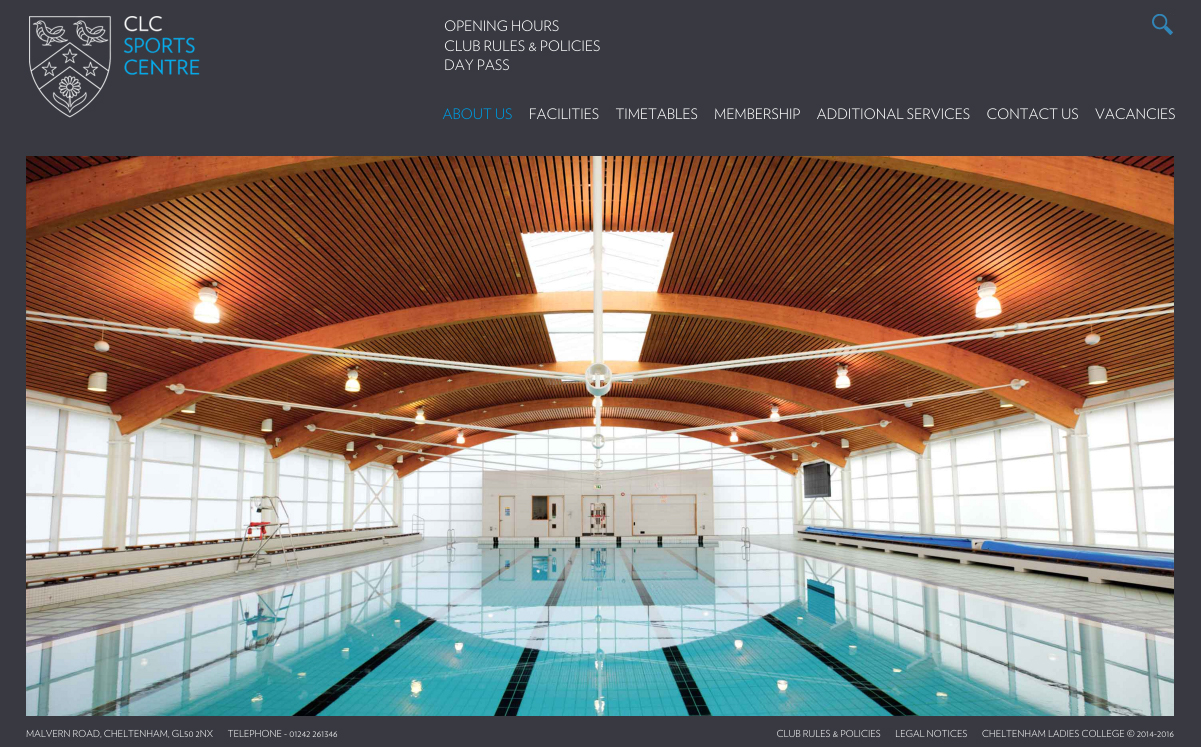 CLC
SPORTS
CENTRE
OPENING HOURS
CLUB RULES & POLICIES
DAY PASS
ABOUT US FACILITIES TIMETABLES MEMBERSHIP ADDITIONAL SERVICES CONTACT US VACANCIES
MALVERN ROAD, CHELTENHAM, GL50 2NX TELEPHONE - 01242 261346 CLUB RULES & POLICIES LEGAL NOTICES CHELTENHAM LADIES COLLEGE © 2014-2016